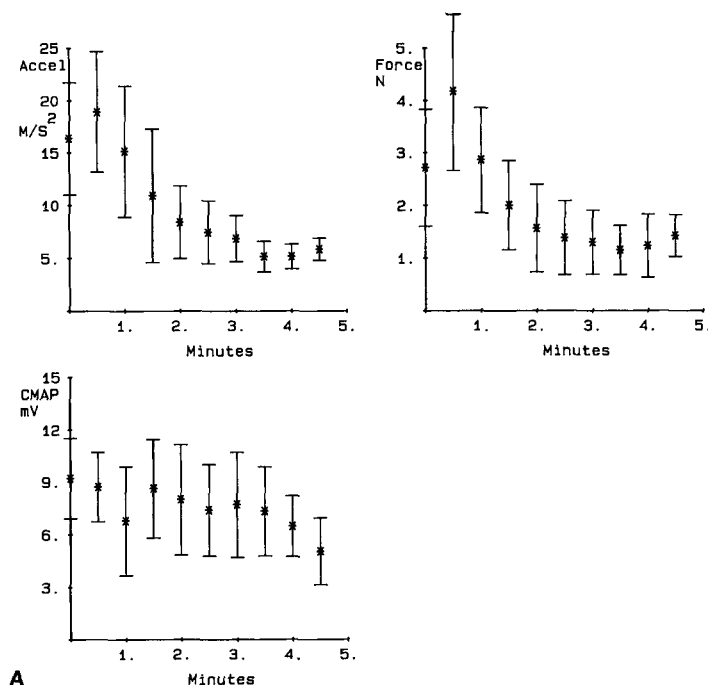 25
Accel
20
M/S2
15
10
5.
1. 2. 3. 4. 5.
Minutes
5.
Force
N
4.
3.
2.
1.
1. 2. 3. 4. 5.
Minutes
15
CMAP
mV
12
9.
6.
3.
1. 2. 3. 4. 5.
A Minutes